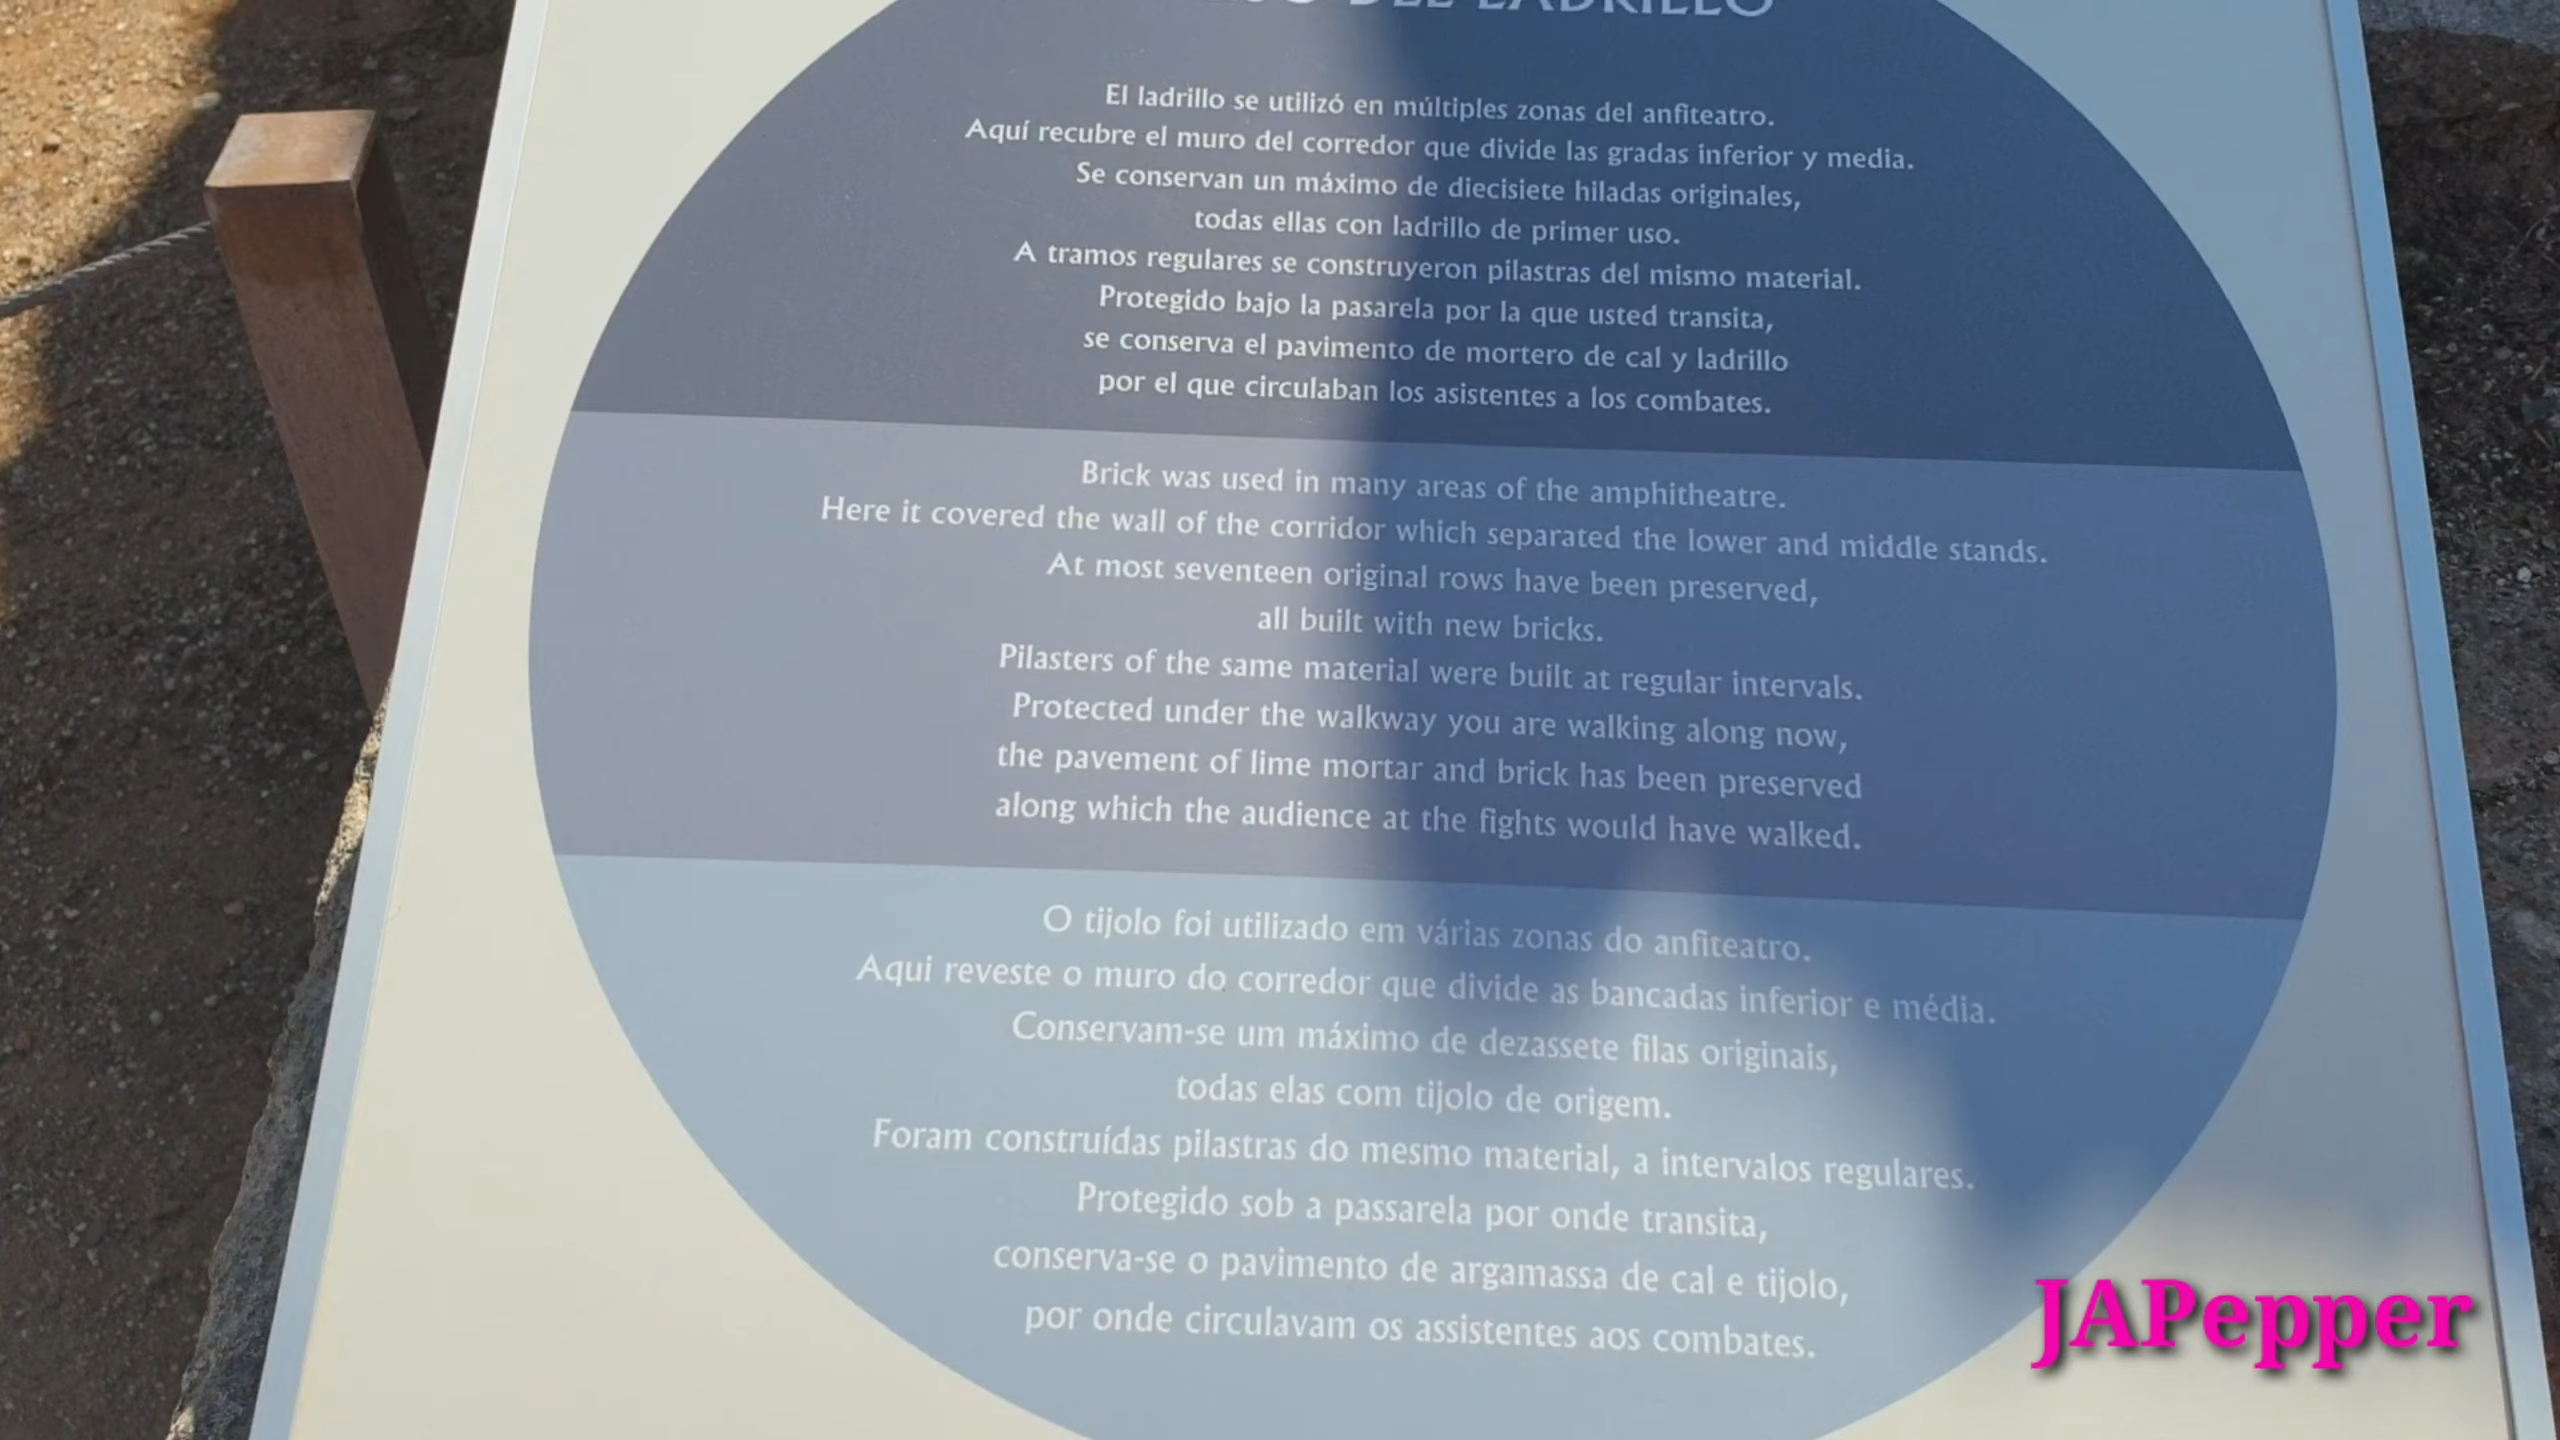 DEL LADRILLO
El ladrillo se utilizó en múltiples zonas del anfiteatro.
Aquí recubre el muro del corredor que divide las gradas inferior y media.
Se conservan un máximo de diecisiete hiladas originales,
todas ellas con ladrillo de primer uso.
A tramos regulares se construyeron pilastras del mismo material.
Protegido bajo la pasarela por la que usted transita,
se conserva el pavimento de mortero de cal y ladrillo
por el que circulaban los asistentes a los combates.
Brick was used in many areas of the amphitheatre.
Here it covered the wall of the corridor which separated the lower and middle stands.
At most seventeen original rows have been preserved,
all built with new bricks.
Pilasters of the same material were built at regular intervals.
Protected under the walkway you are walking along now,
the pavement of lime mortar and brick has been preserved
along which the audience at the fights would have walked.
O tijolo foi utilizado em várias zonas do anfiteatro.
Aqui reveste o muro do corredor que divide as bancadas inferior e média.
Conservam-se um máximo de dezassete filas originais,
todas elas com tijolo de origem.
Foram construídas pilastras do mesmo material, a intervalos regulares.
Protegido sob a passarela por onde transita,
conserva-se o pavimento de argamassa de cal e tijolo,
por onde circulavam os assistentes aos combates.
JAPepper